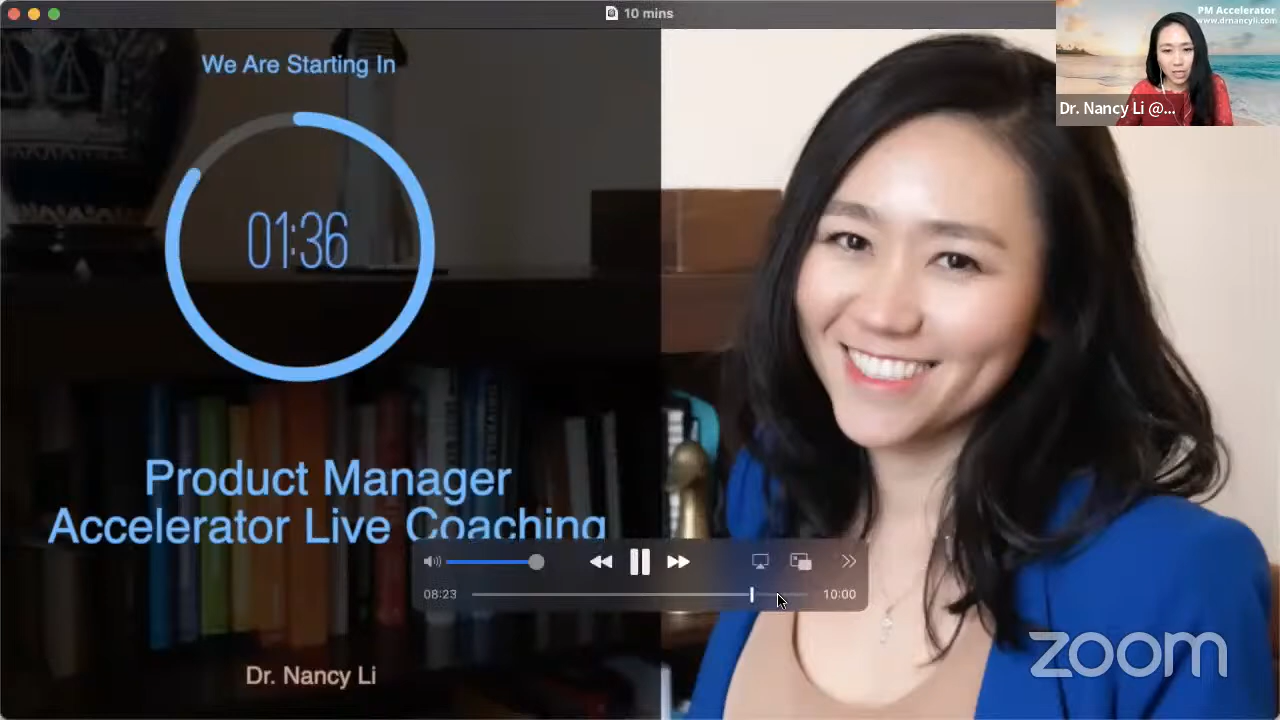 10 mins
PM Accelerator
www.drnancyli.com
Dr. Nancy Li @...
We Are Starting In
01:36
Product Manager
Accelerator Live Coaching
08:23
10:00
Dr. Nancy Li
zoom